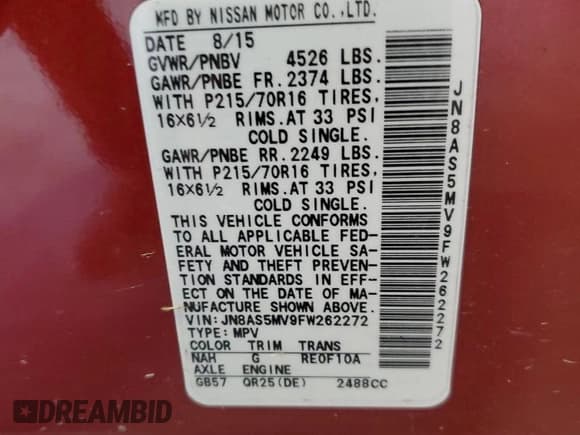 MFD BY NISSAN MOTOR CO.,LTD.
DATE 8/15
GVWR/PNBV 4526 LBS.
GAWR/PNBE FR. 2374 LBS.
WITH P215/70R16 TIRES,
16X6½ RIMS.AT 33 PSI
COLD SINGLE.
GAWR/PNBE RR. 2249 LBS.
WITH P215/70R16 TIRES,
16X6½ RIMS.AT 33 PSI
COLD SINGLE.
THIS VEHICLE CONFORMS
TO ALL APPLICABLE FED-
ERAL MOTOR VEHICLE SA-
FETY AND THEFT PREVEN-
TION STANDARDS IN EFF-
ECT ON THE DATE OF MA-
NUFACTURE SHOWN ABOVE.
VIN:JN8AS5MV9FW262272
TYPE:MPV
COLOR TRIM TRANS
NAH G RE0F10A
AXLE ENGINE
GB57 QR25(DE) 2488CC
JN8AS5MV9FW262272
DREAMBID